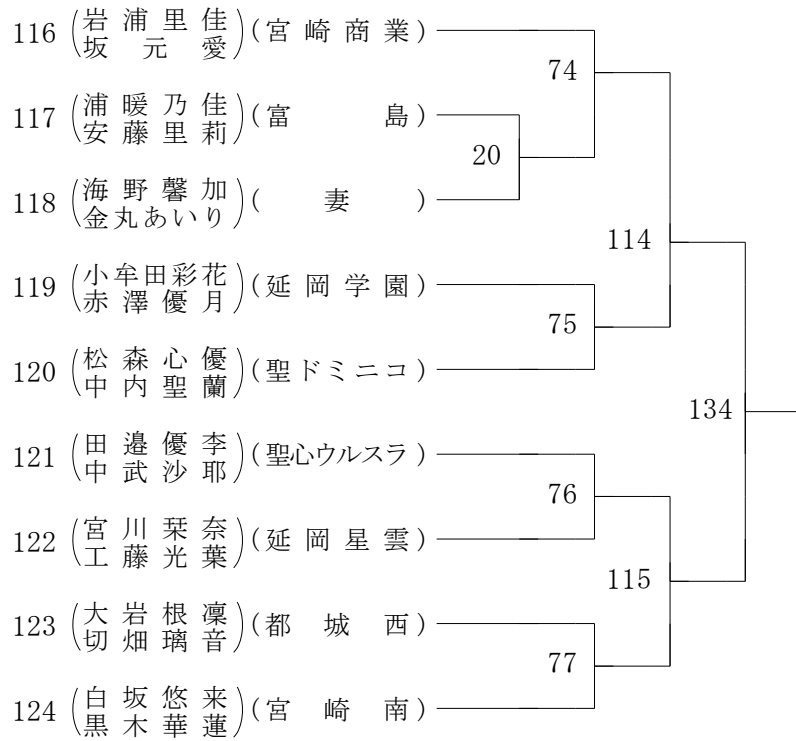 116 (岩浦里佳 坂元愛) (宮崎商業)
117 (浦暖乃佳 安藤里莉) (富島)
118 (海野馨加 金丸あいり) (妻)
119 (小牟田彩花 赤澤優月) (延岡学園)
120 (松森心優 中内聖蘭) (聖ドミニコ)
121 (田邉優李 中武沙耶) (聖心ウルスラ)
122 (宮川栞奈 工藤光葉) (延岡星雲)
123 (大岩根凜 切畑璃音) (都城西)
124 (白坂悠来 黒木華蓮) (宮崎南)
74
20
114
75
134
76
115
77